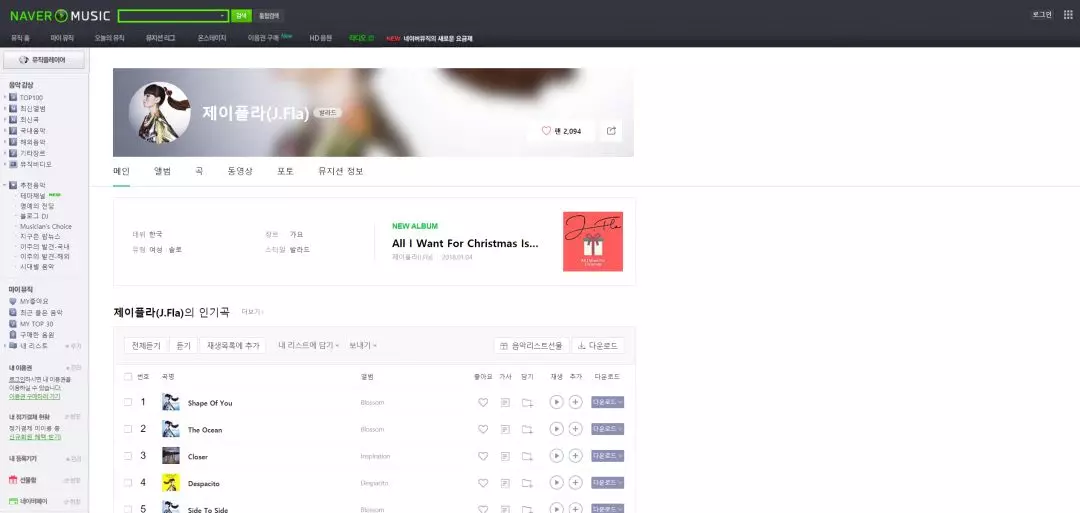 NAVER MUSIC
검색 통합검색
로그인
뮤직 홈 마이 뮤직 오늘의 뮤직 뮤지션 리그 온스테이지 이용권 구매 New HD 음원 라디오 NEW 네이버뮤직의 새로운 요금제
뮤직플레이어
음악 감상
TOP100
최신앨범
최신곡
국내음악
해외음악
기타장르
뮤직비디오
추천음악
테마채널 NEW
명예의 전당
블로그 DJ
Musician's Choice
지구촌 팝뉴스
이주의 발견-국내
이주의 발견-해외
시대별 음악
마이 뮤직
MY좋아요
최근 들은 음악
MY TOP 30
구매한 음원
내 리스트 추가
내 이용권
로그인하시면 내 이용권을
이용하실 수 있습니다.
이용권 구매하러 가기
내 정기결제 현황
정기결제 미이용 중
신규회원 혜택 받기!
내 등록기기
선물함
네이버페이
제이플라(J.Fla) 발라드
팬 2,094
메인 앨범 곡 동영상 포토 뮤지션 정보
데뷔 한국 장르 가요
유형 여성 솔로 스타일 발라드
NEW ALBUM
All I Want For Christmas Is...
제이플라(J.Fla) 2018.01.04
J.Fla
All I Want For
Christmas
제이플라(J.Fla)의 인기곡 더보기
전체듣기 듣기 재생목록에 추가 내 리스트에 담기 보내기 음악리스트선물 다운로드
번호 곡명 앨범 좋아요 가사 담기 재생 추가 다운로드
1 Shape Of You Blossom 다운로드
2 The Ocean Blossom 다운로드
3 Closer Inspiration 다운로드
4 Despacito Despacito 다운로드
5 Side To Side Blossom 다운로드